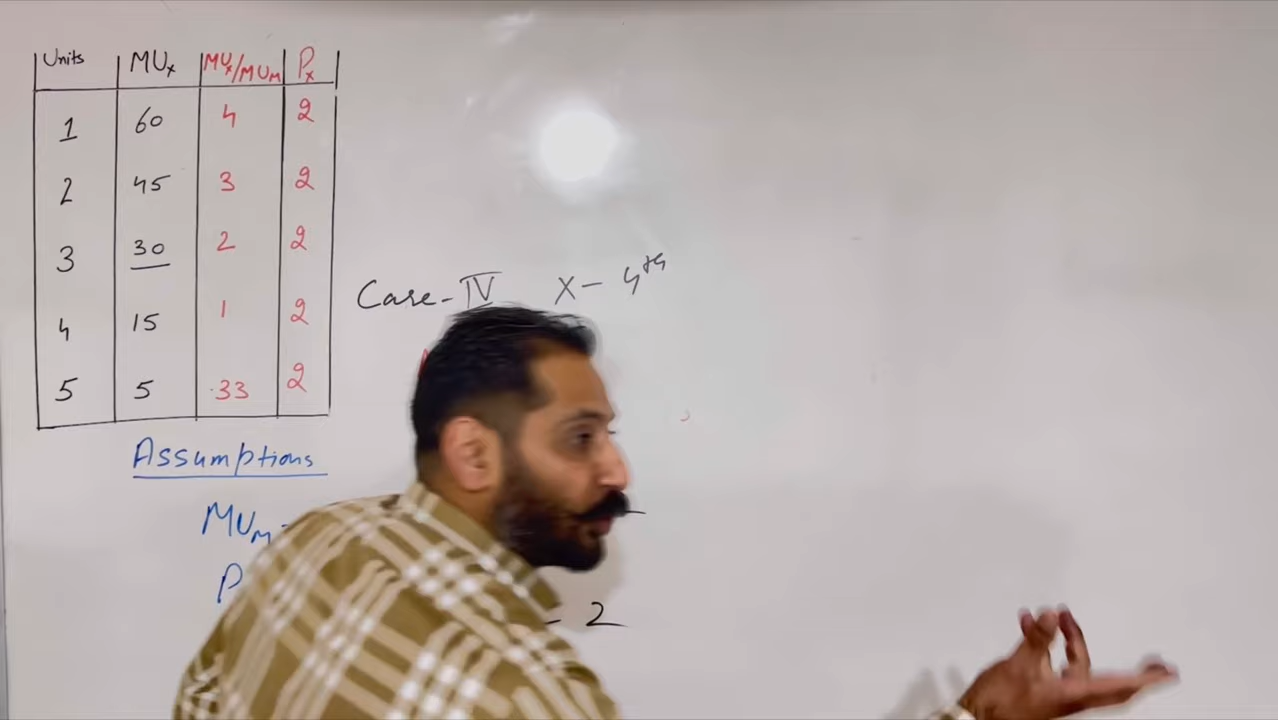 Units MUx MUx/MUM Px
1 60 4 2
2 45 3 2
3 30 2 2
4 15 1 2
5 5 .33 2
Case-IV X- 4th
Assumptions
MUM
P
- 2